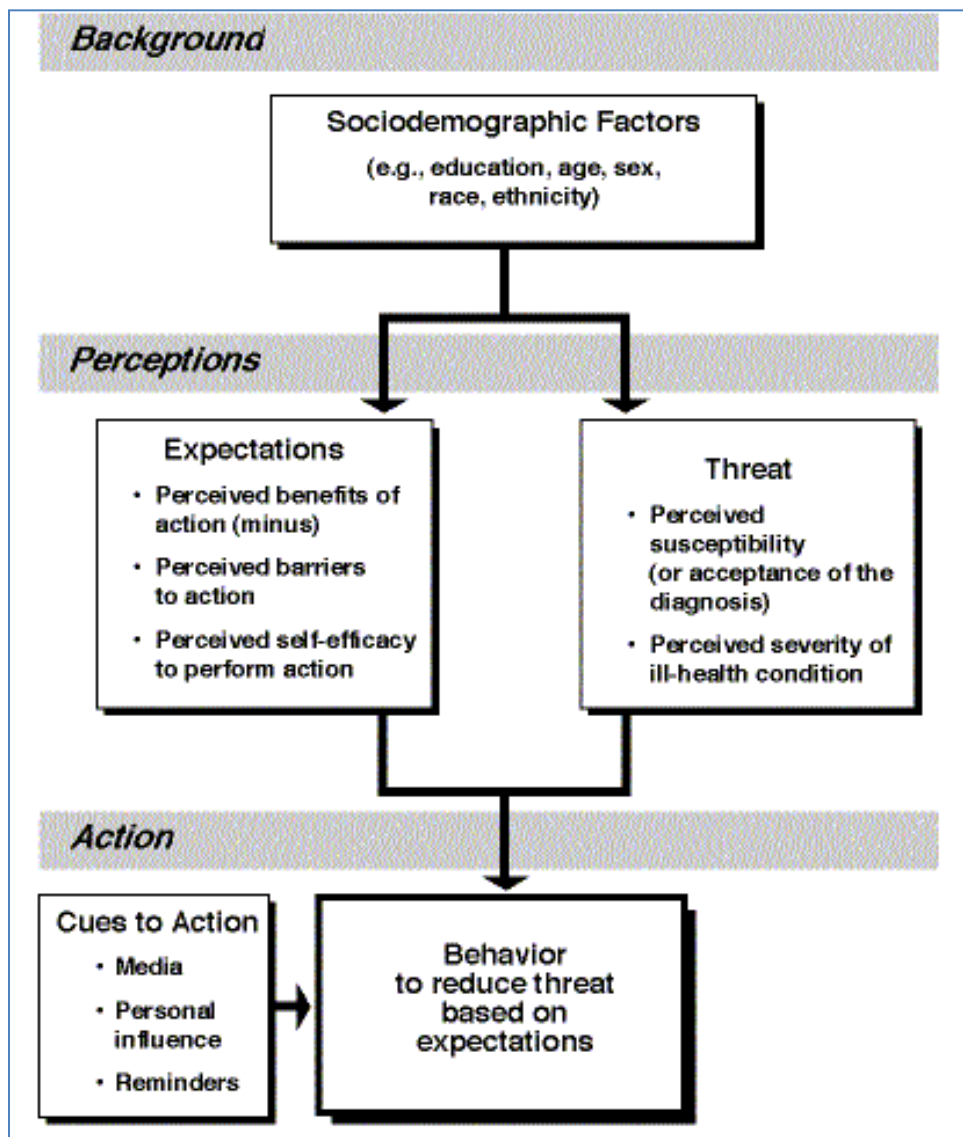 Background
Sociodemographic Factors
(e.g., education, age, sex,
race, ethnicity)
Perceptions
Expectations
• Perceived benefits of
action (minus)
• Perceived barriers
to action
• Perceived self-efficacy
to perform action
Threat
• Perceived
susceptibility
(or acceptance of the
diagnosis)
• Perceived severity of
ill-health condition
Action
Cues to Action
• Media
• Personal
influence
• Reminders
Behavior
to reduce threat
based on
expectations